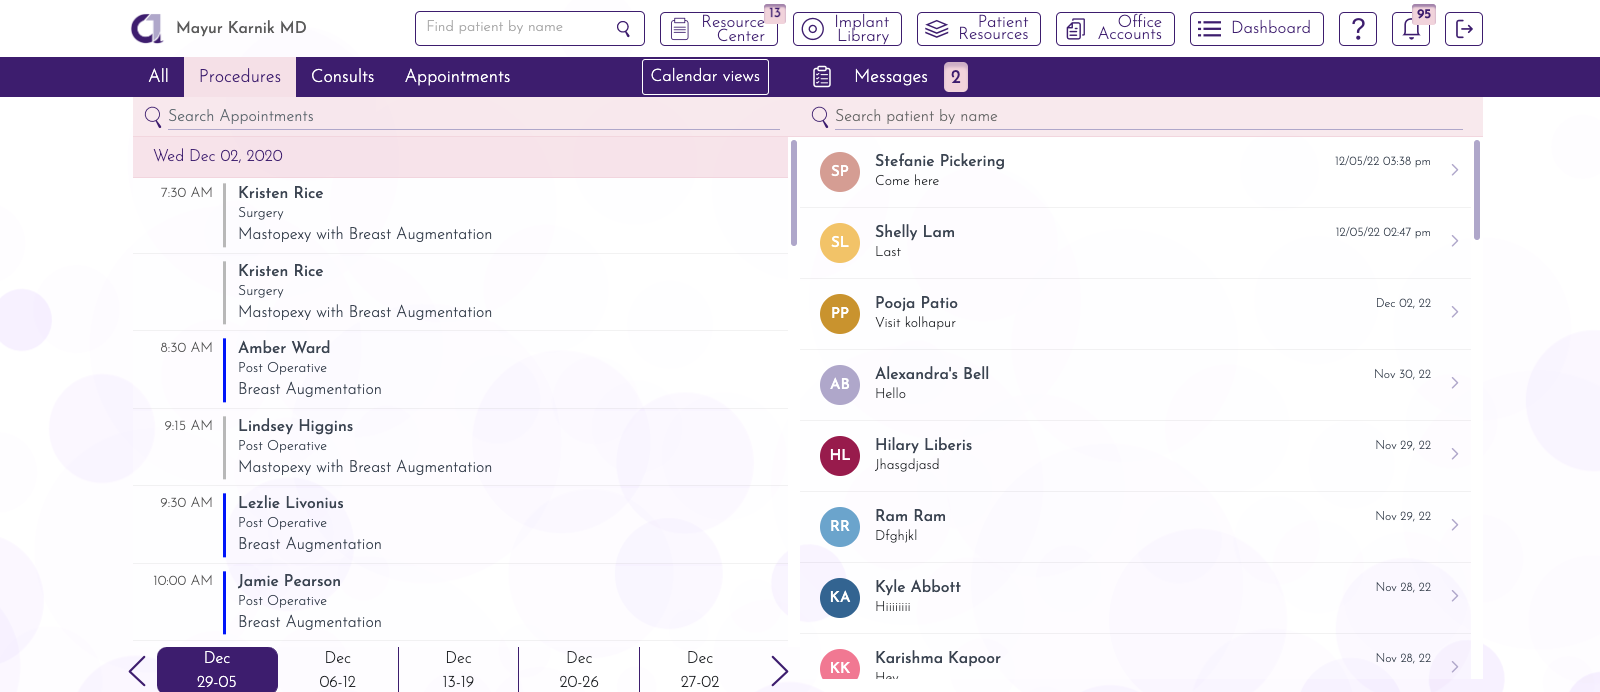 Mayur Karnik MD
Find patient by name
Resource Center
13
Implant Library
Patient Resources
Office Accounts
Dashboard
?
95
All
Procedures
Consults
Appointments
Calendar views
Messages
2
Search Appointments
Search patient by name
Wed Dec 02, 2020
7:30 AM
Kristen Rice
Surgery
Mastopexy with Breast Augmentation
Kristen Rice
Surgery
Mastopexy with Breast Augmentation
8:30 AM
Amber Ward
Post Operative
Breast Augmentation
9:15 AM
Lindsey Higgins
Post Operative
Mastopexy with Breast Augmentation
9:30 AM
Lezlie Livonius
Post Operative
Breast Augmentation
10:00 AM
Jamie Pearson
Post Operative
Breast Augmentation
Dec
29-05
Dec
06-12
Dec
13-19
Dec
20-26
Dec
27-02
SP
Stefanie Pickering
12/05/22 03:38 pm
Come here
SL
Shelly Lam
12/05/22 02:47 pm
Last
PP
Pooja Patio
Dec 02, 22
Visit kolhapur
AB
Alexandra's Bell
Nov 30, 22
Hello
HL
Hilary Liberis
Nov 29, 22
Jhasgdjasd
RR
Ram Ram
Nov 29, 22
Dfghjkl
KA
Kyle Abbott
Nov 28, 22
Hiiiiiiii
KK
Karishma Kapoor
Nov 28, 22
Hey